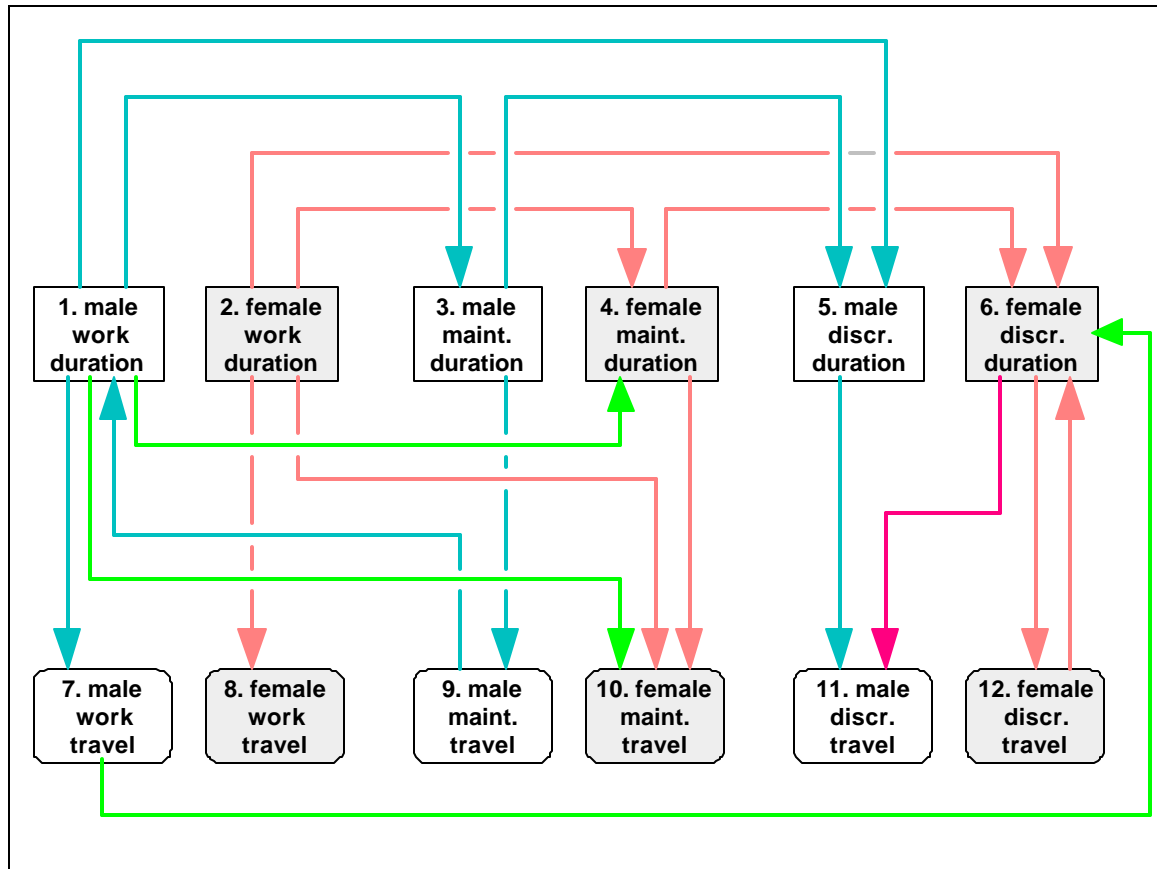 1. male
work
duration
2. female
work
duration
3. male
maint.
duration
4. female
maint.
duration
5. male
discr.
duration
6. female
discr.
duration
7. male
work
travel
8. female
work
travel
9. male
maint.
travel
10. female
maint.
travel
11. male
discr.
travel
12. female
discr.
travel